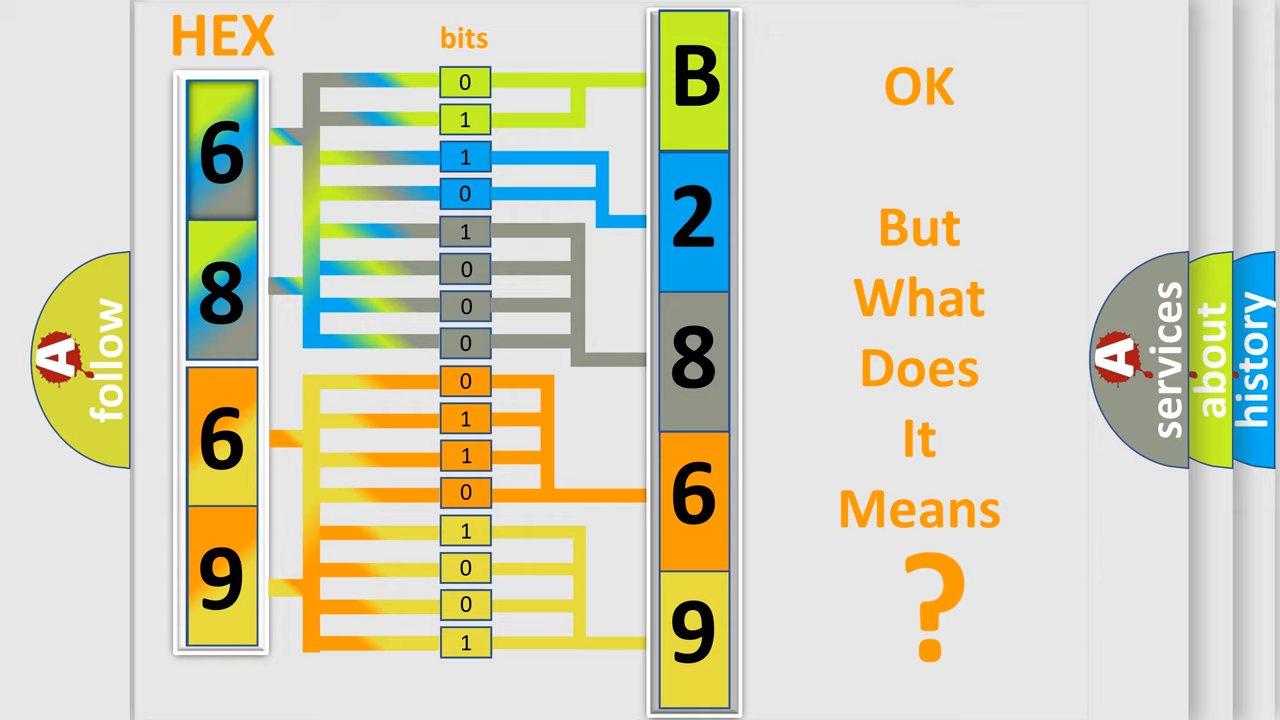 HEX
bits
6
8
6
9
0
1
1
0
1
0
0
0
0
1
1
0
1
0
0
1
B
2
8
6
9
OK
But
What
Does
It
Means
?
A
follow
A
services
about
history